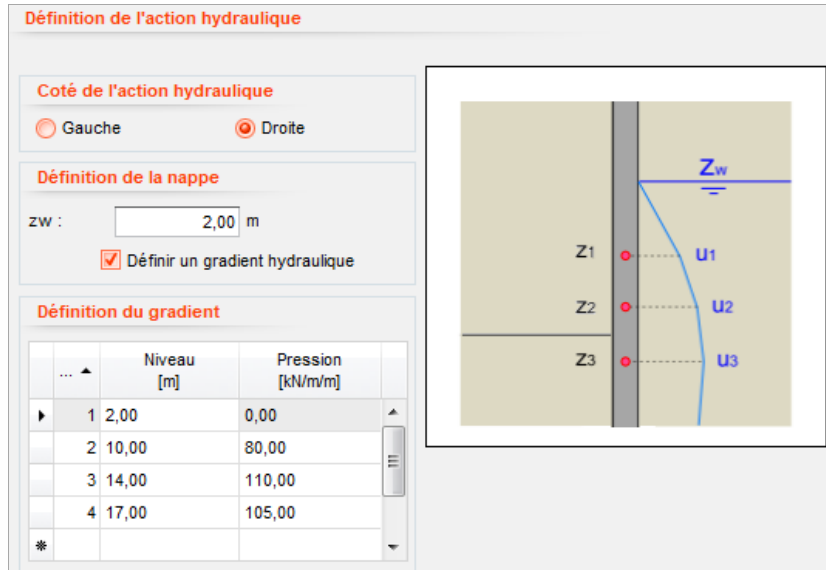 Définition de l'action hydraulique
Coté de l'action hydraulique
Gauche Droite
Définition de la nappe
zw : 2,00 m
Définir un gradient hydraulique
Définition du gradient
... Niveau [m] Pression [kN/m/m]
1 2,00 0,00
2 10,00 80,00
3 14,00 110,00
4 17,00 105,00
Zw
Z1 u1
Z2 u2
Z3 u3